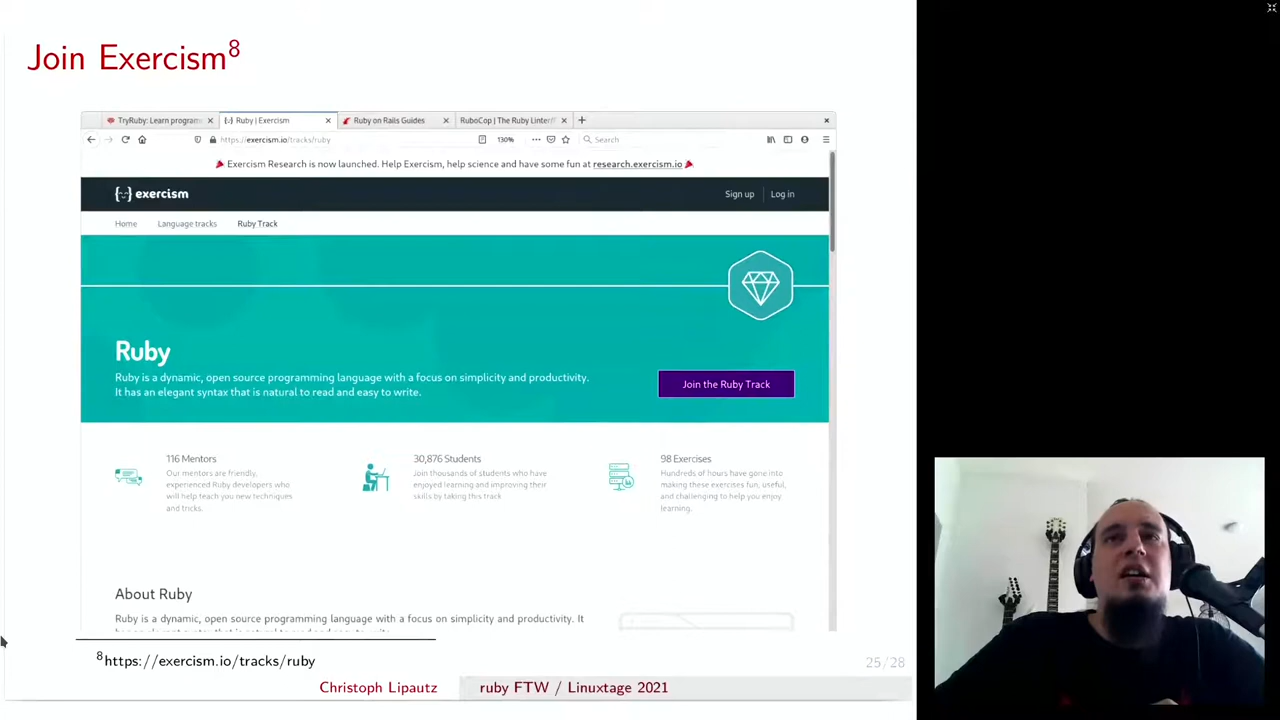 Join Exercism8
TryRuby: Learn program
Ruby | Exercism
Ruby on Rails Guides
RuboCop | The Ruby Linter/
https://exercism.io/tracks/ruby
130%
Search
Exercism Research is now launched. Help Exercism, help science and have some fun at research.exercism.io
exercism
Sign up
Log in
Home
Language tracks
Ruby Track
Ruby
Ruby is a dynamic, open source programming language with a focus on simplicity and productivity.
It has an elegant syntax that is natural to read and easy to write.
Join the Ruby Track
116 Mentors
Our mentors are friendly,
experienced Ruby developers who
will help teach you new techniques
and tricks.
30,876 Students
Join thousands of students who have
enjoyed learning and improving their
skills by taking this track
98 Exercises
Hundreds of hours have gone into
making these exercises fun, useful,
and challenging to help you enjoy
learning.
About Ruby
Ruby is a dynamic, open source programming language with a focus on simplicity and productivity. It
8https://exercism.io/tracks/ruby
25/28
Christoph Lipautz
ruby FTW / Linuxtage 2021